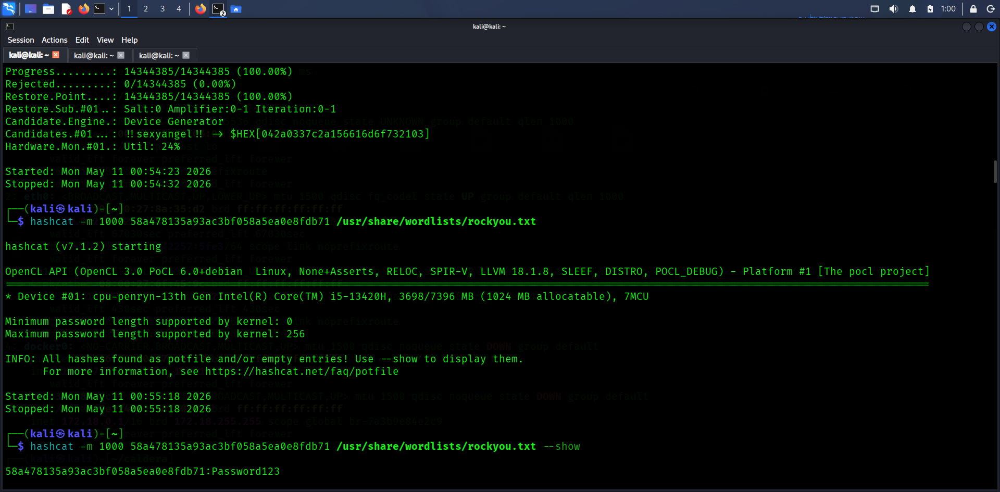 1 2 3 4 2 1:00
kali@kali: ~
Session Actions Edit View Help
kali@kali: ~ kali@kali: ~ kali@kali: ~
Progress.........: 14344385/14344385 (100.00%)
Rejected.........: 0/14344385 (0.00%)
Restore.Point....: 14344385/14344385 (100.00%)
Restore.Sub.#01..: Salt:0 Amplifier:0-1 Iteration:0-1
Candidate.Engine.: Device Generator
Candidates.#01...: !!sexyangel!! -> $HEX[042a0337c2a156616d6f732103]
Hardware.Mon.#01.: Util: 24%
Started: Mon May 11 00:54:23 2026
Stopped: Mon May 11 00:54:32 2026
┌──(kali㉿kali)-[~]
└─$ hashcat -m 1000 58a478135a93ac3bf058a5ea0e8fdb71 /usr/share/wordlists/rockyou.txt
hashcat (v7.1.2) starting
OpenCL API (OpenCL 3.0 PoCL 6.0+debian  Linux, None+Asserts, RELOC, SPIR-V, LLVM 18.1.8, SLEEF, DISTRO, POCL_DEBUG) - Platform #1 [The pocl project]
* Device #01: cpu-penryn-13th Gen Intel(R) Core(TM) i5-13420H, 3698/7396 MB (1024 MB allocatable), 7MCU
Minimum password length supported by kernel: 0
Maximum password length supported by kernel: 256
INFO: All hashes found as potfile and/or empty entries! Use --show to display them.
For more information, see https://hashcat.net/faq/potfile
Started: Mon May 11 00:55:18 2026
Stopped: Mon May 11 00:55:18 2026
┌──(kali㉿kali)-[~]
└─$ hashcat -m 1000 58a478135a93ac3bf058a5ea0e8fdb71 /usr/share/wordlists/rockyou.txt --show
58a478135a93ac3bf058a5ea0e8fdb71:Password123